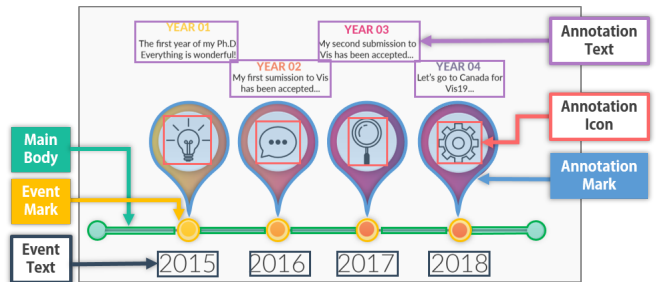 YEAR 01
The first year of my Ph.D
Everything is wonderful!
YEAR 02
My first sumission to Vis
has been accepted...
YEAR 03
My second submission to
Vis has been accepted...
YEAR 04
Let's go to Canada for
Vis19...
Annotation
Text
Annotation
Icon
Annotation
Mark
Main
Body
Event
Mark
Event
Text
2015
2016
2017
2018